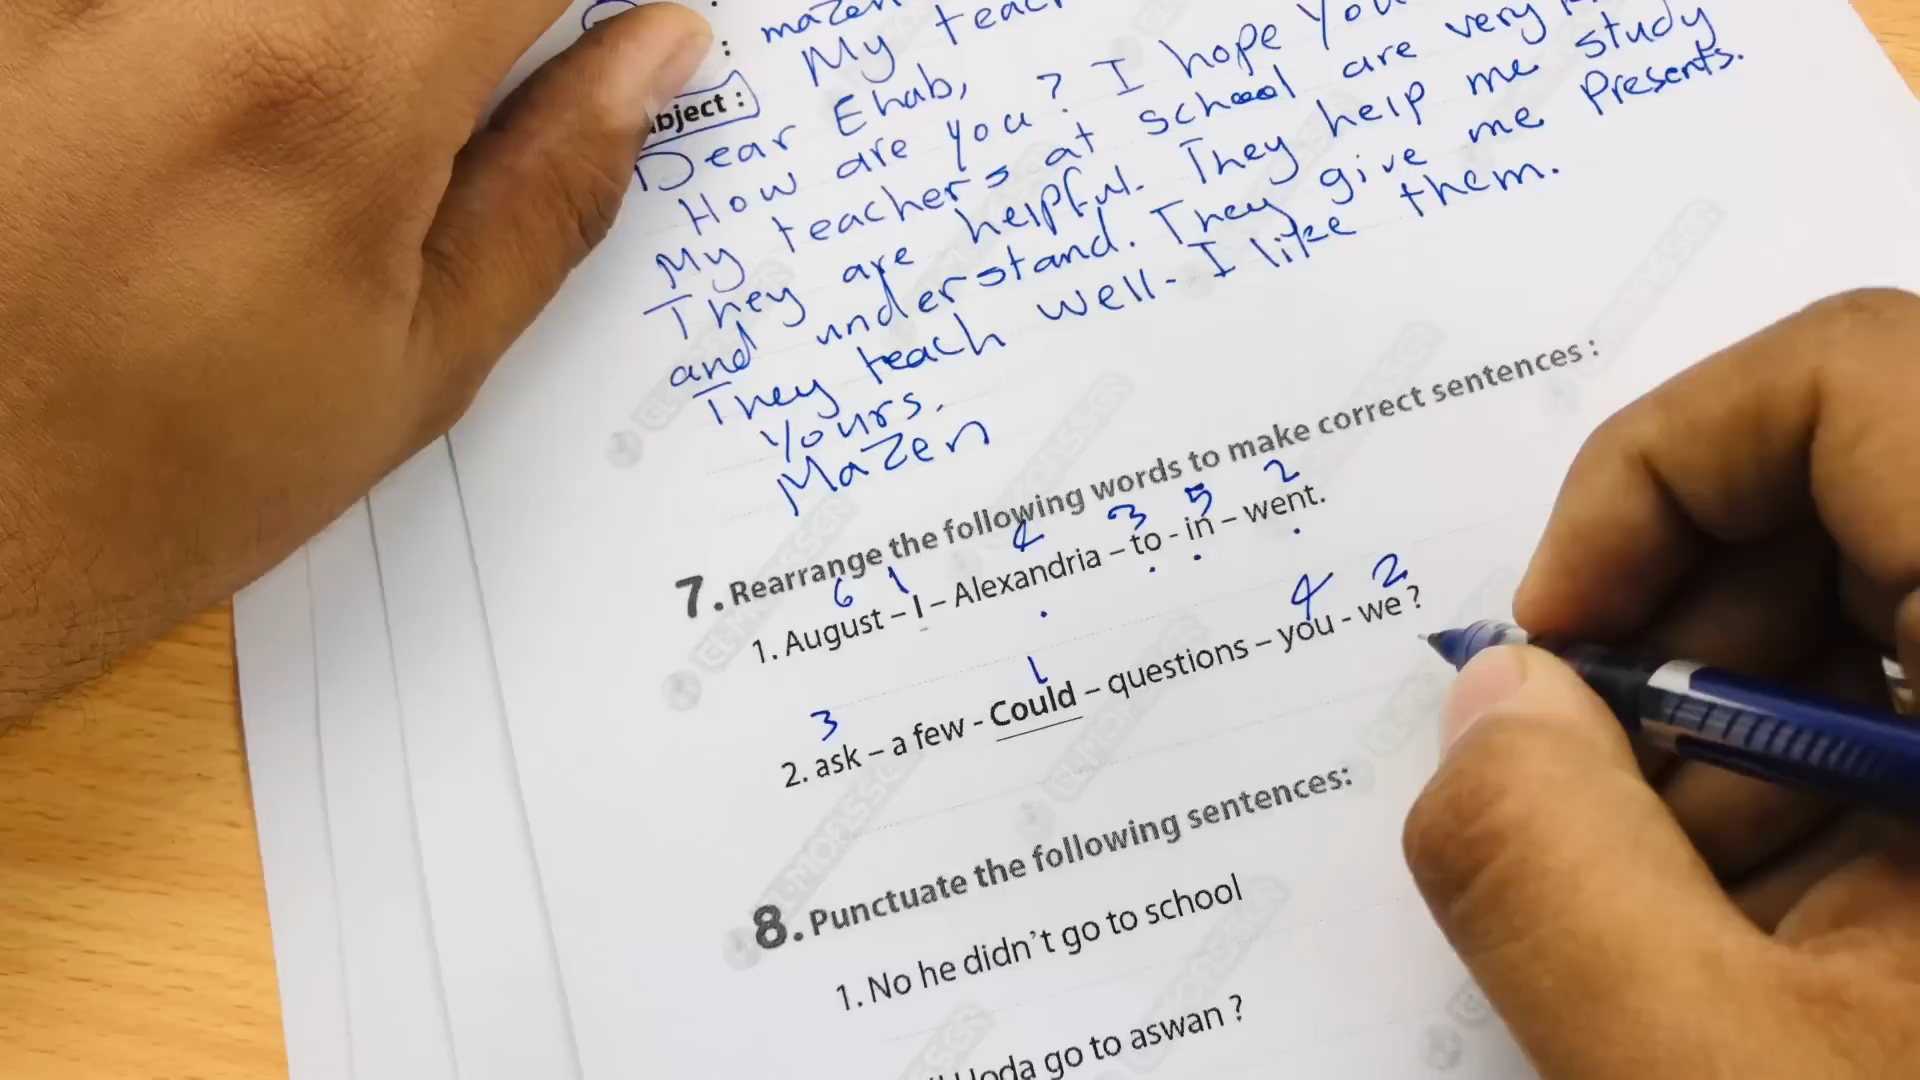 : mazen
: My teac
bject :
Dear Ehab,
How are you? I hope You
My teachers at school are very
They are helpful. They help me study
and understand. They give me Presents.
They teach well. I like them.
Yours.
Mazen
7. Rearrange the following words to make correct sentences :
6 1 4 3 5 2
1. August – I – Alexandria – to - in – went.
3 1 4 2
2. ask – a few - Could – questions – you - we ?
8. Punctuate the following sentences:
1. No he didn't go to school
Hoda go to aswan ?
ELMOASSER